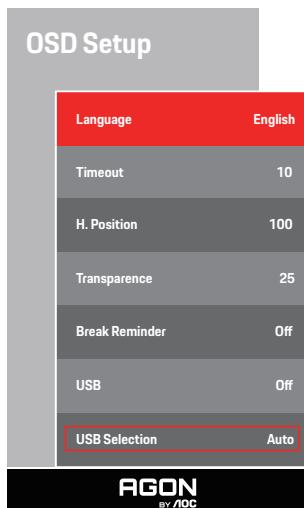 OSD Setup
Language English
Timeout 10
H. Position 100
Transparence 25
Break Reminder Off
USB Off
USB Selection Auto
AGON
BY AOC